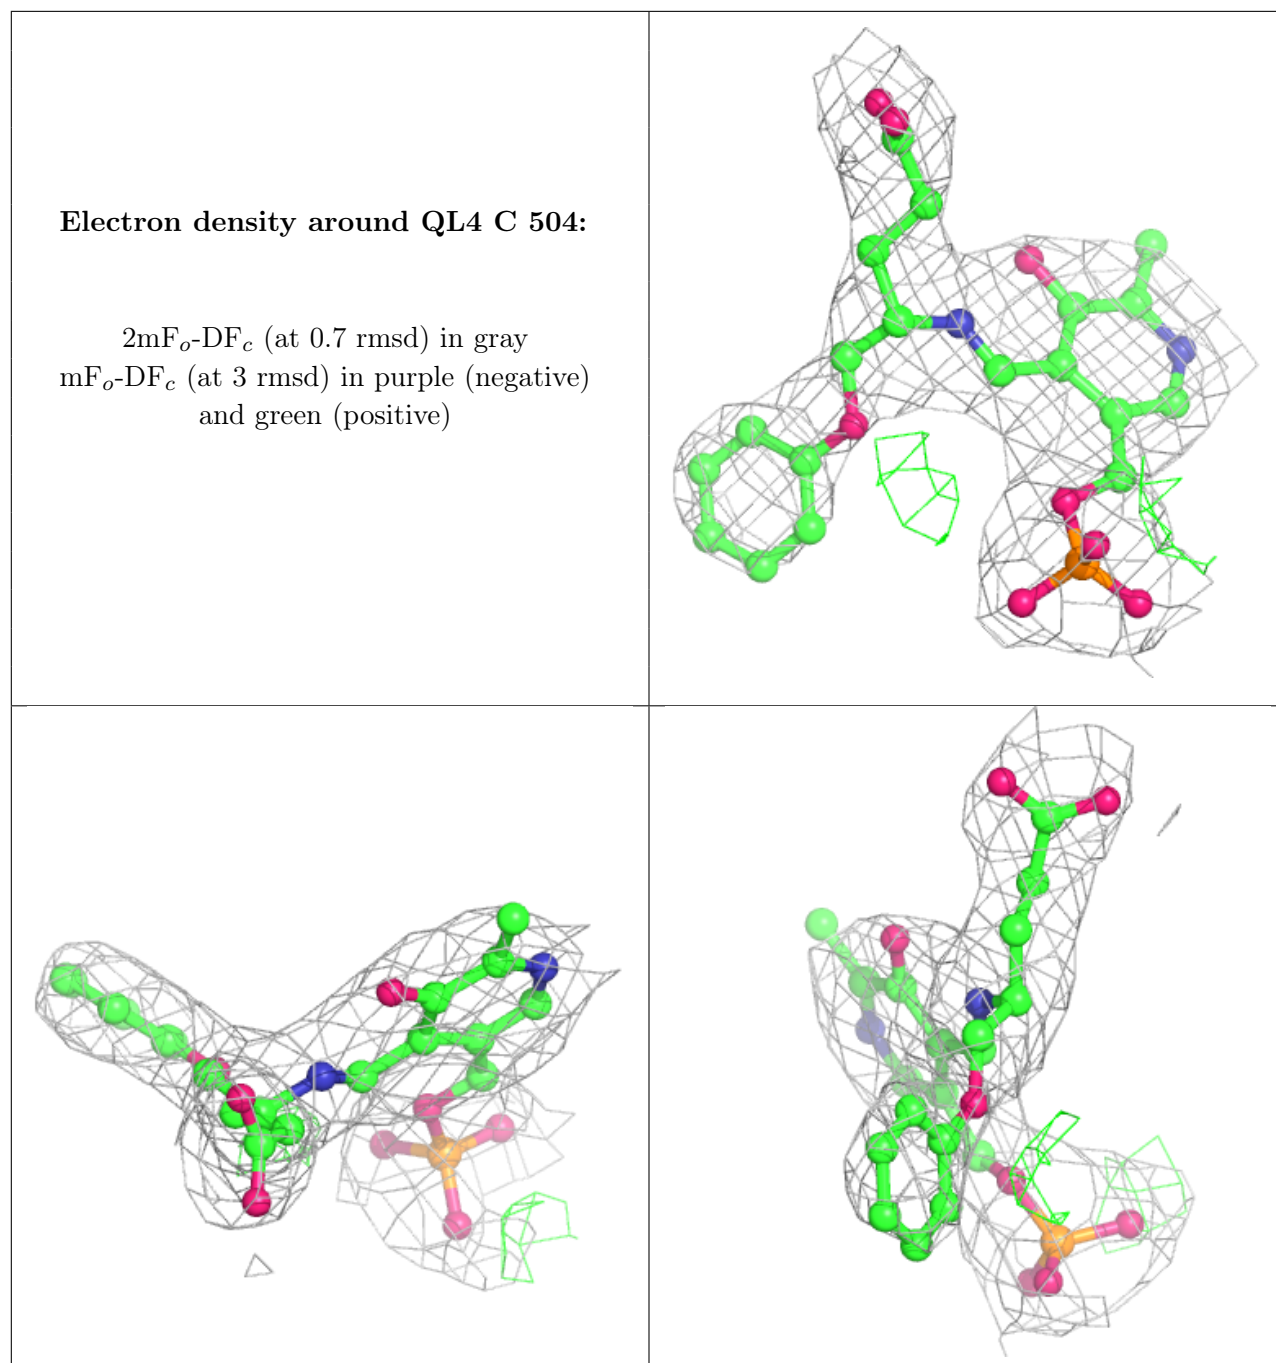 Electron density around QL4 C 504:
2mFo-DFc (at 0.7 rmsd) in gray
mFo-DFc (at 3 rmsd) in purple (negative)
and green (positive)